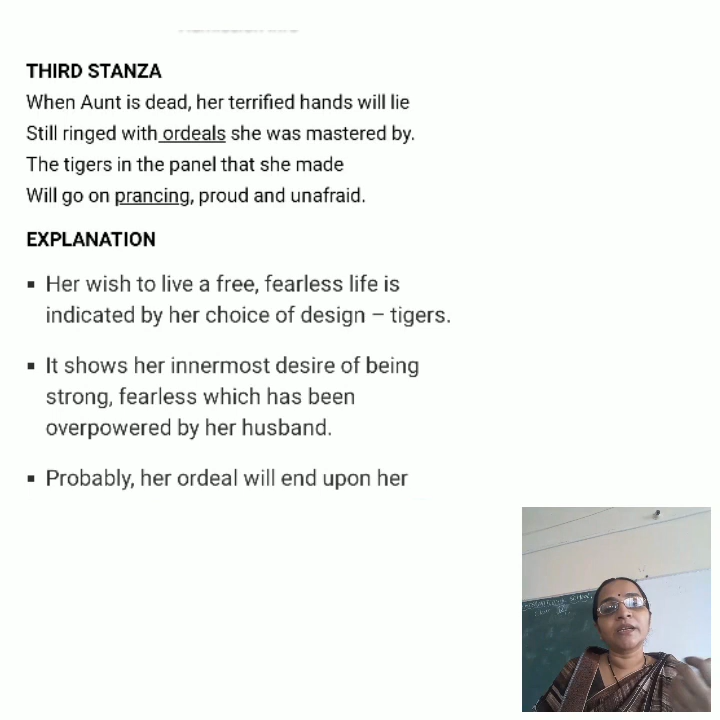 THIRD STANZA
When Aunt is dead, her terrified hands will lie
Still ringed with ordeals she was mastered by.
The tigers in the panel that she made
Will go on prancing, proud and unafraid.
EXPLANATION
▪ Her wish to live a free, fearless life is
indicated by her choice of design – tigers.
▪ It shows her innermost desire of being
strong, fearless which has been
overpowered by her husband.
▪ Probably, her ordeal will end upon her